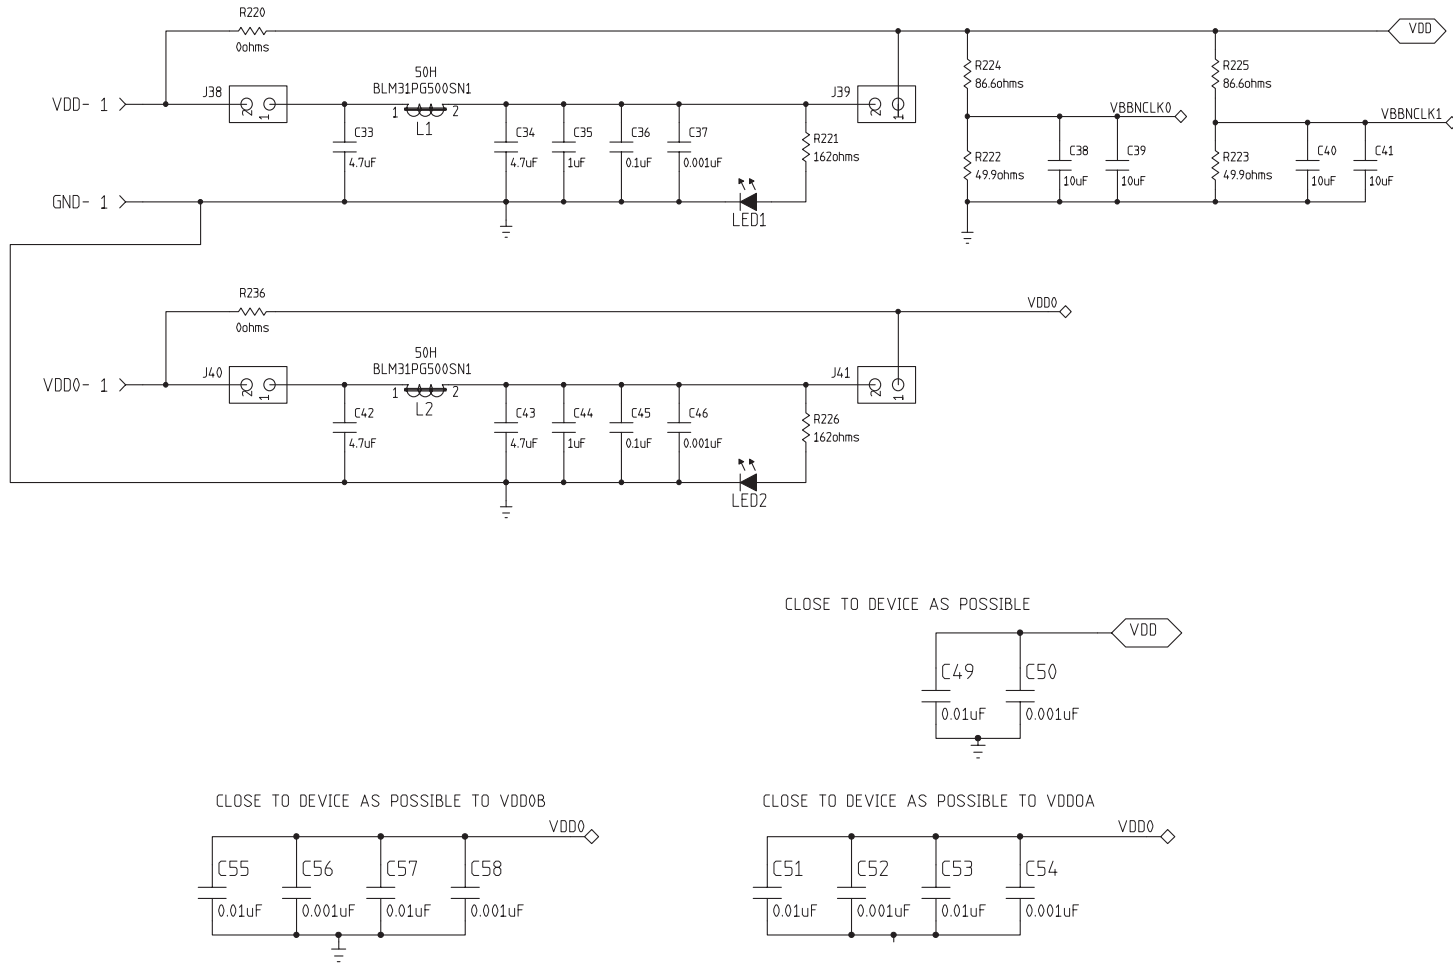 R220
0ohms
VDD
J38
50H
BLM31PG500SN1
J39
R224
86.6ohms
R225
86.6ohms
VDD- 1
2 1
1 2
L1
2 1
VBBNCLK0
VBBNCLK1
C33
4.7uF
C34
4.7uF
C35
1uF
C36
0.1uF
C37
0.001uF
R221
162ohms
R222
49.9ohms
C38
10uF
C39
10uF
R223
49.9ohms
C40
10uF
C41
10uF
GND- 1
LED1
R236
0ohms
VDD0
J40
50H
BLM31PG500SN1
J41
VDD0- 1
2 1
1 2
L2
2 1
C42
4.7uF
C43
4.7uF
C44
1uF
C45
0.1uF
C46
0.001uF
R226
162ohms
LED2
CLOSE TO DEVICE AS POSSIBLE
VDD
C49
0.01uF
C50
0.001uF
CLOSE TO DEVICE AS POSSIBLE TO VDD0B
VDD0
C55
0.01uF
C56
0.001uF
C57
0.01uF
C58
0.001uF
CLOSE TO DEVICE AS POSSIBLE TO VDDOA
VDD0
C51
0.01uF
C52
0.001uF
C53
0.01uF
C54
0.001uF